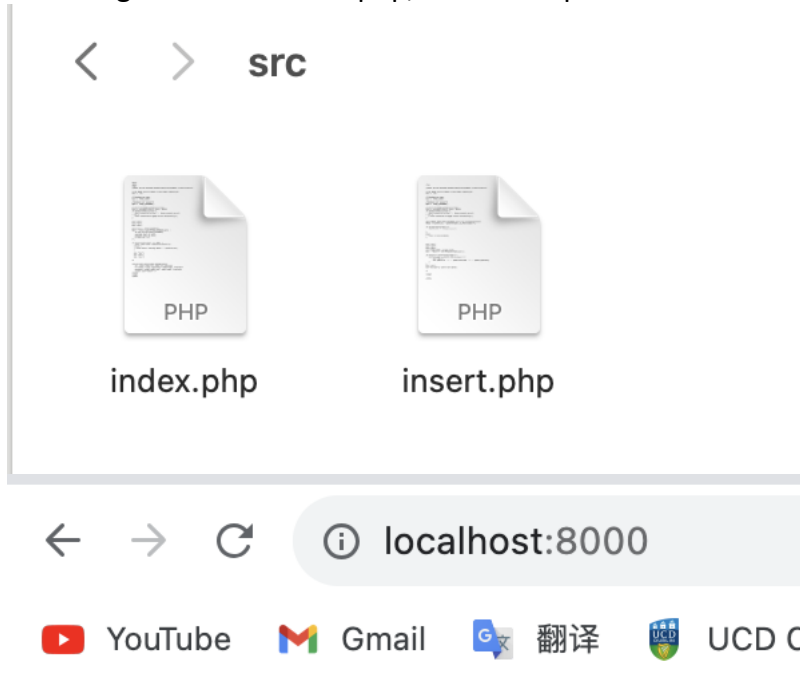 src
PHP PHP
index.php insert.php
localhost:8000
YouTube Gmail 翻译 UCD